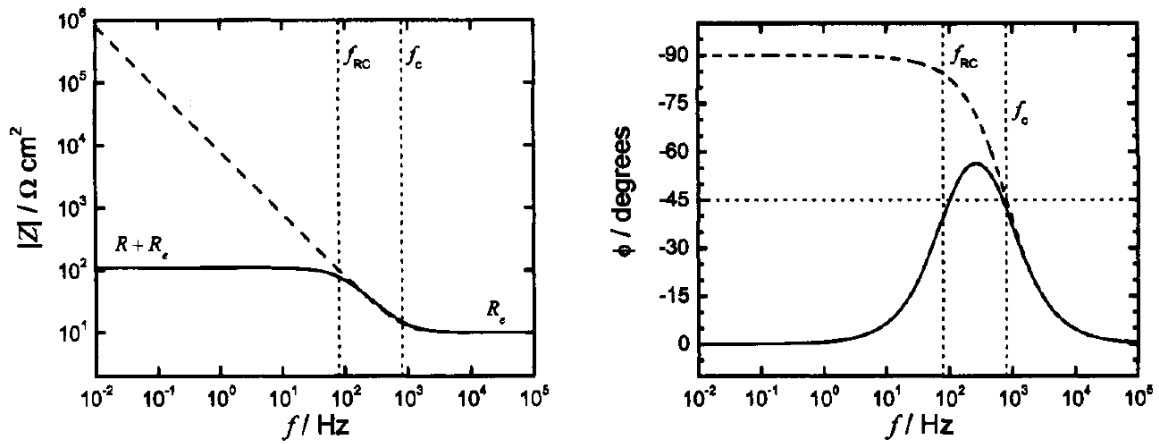 10^6
10^5
10^4
10^3
10^2
10^1
|Z| / Ω cm^2
f_RC
f_c
R + R_e
R_e
10^-2 10^-1 10^0 10^1 10^2 10^3 10^4 10^5
f / Hz
-90
-75
-60
-45
-30
-15
0
ϕ / degrees
f_RC
f_c
10^-2 10^-1 10^0 10^1 10^2 10^3 10^4 10^5
f / Hz